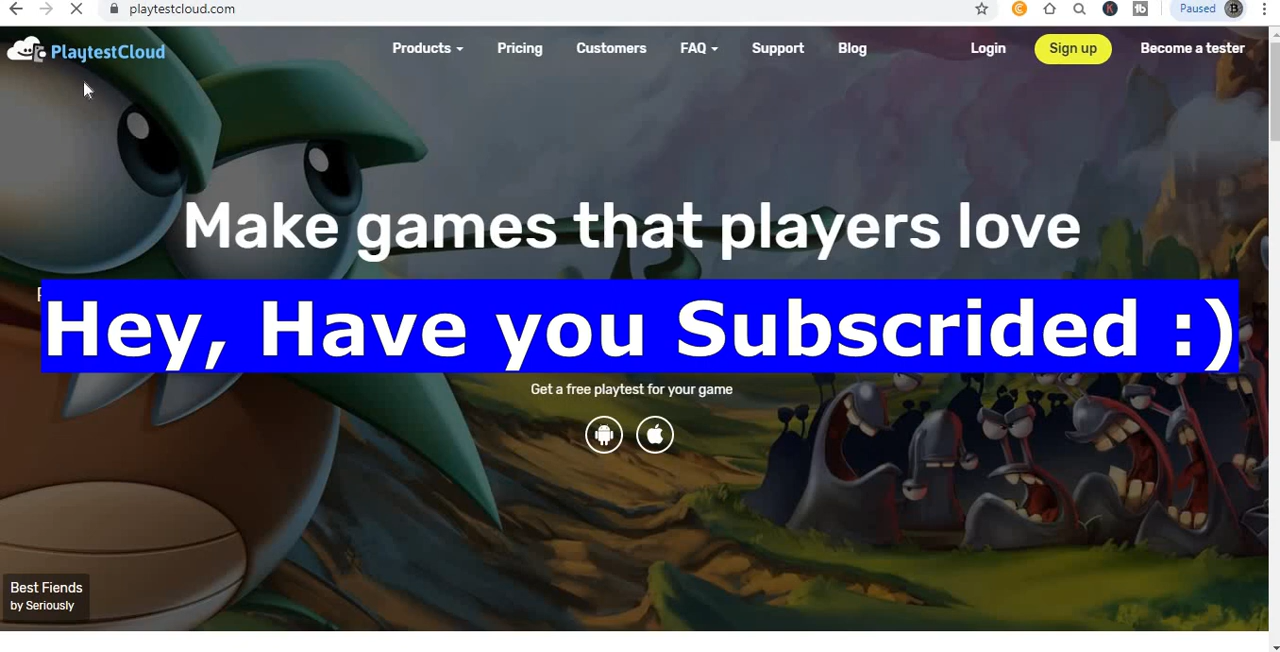 playtestcloud.com
Paused
PlaytestCloud
Products
Pricing
Customers
FAQ
Support
Blog
Login
Sign up
Become a tester
Make games that players love
Hey, Have you Subscrided :)
Get a free playtest for your game
Best Fiends
by Seriously